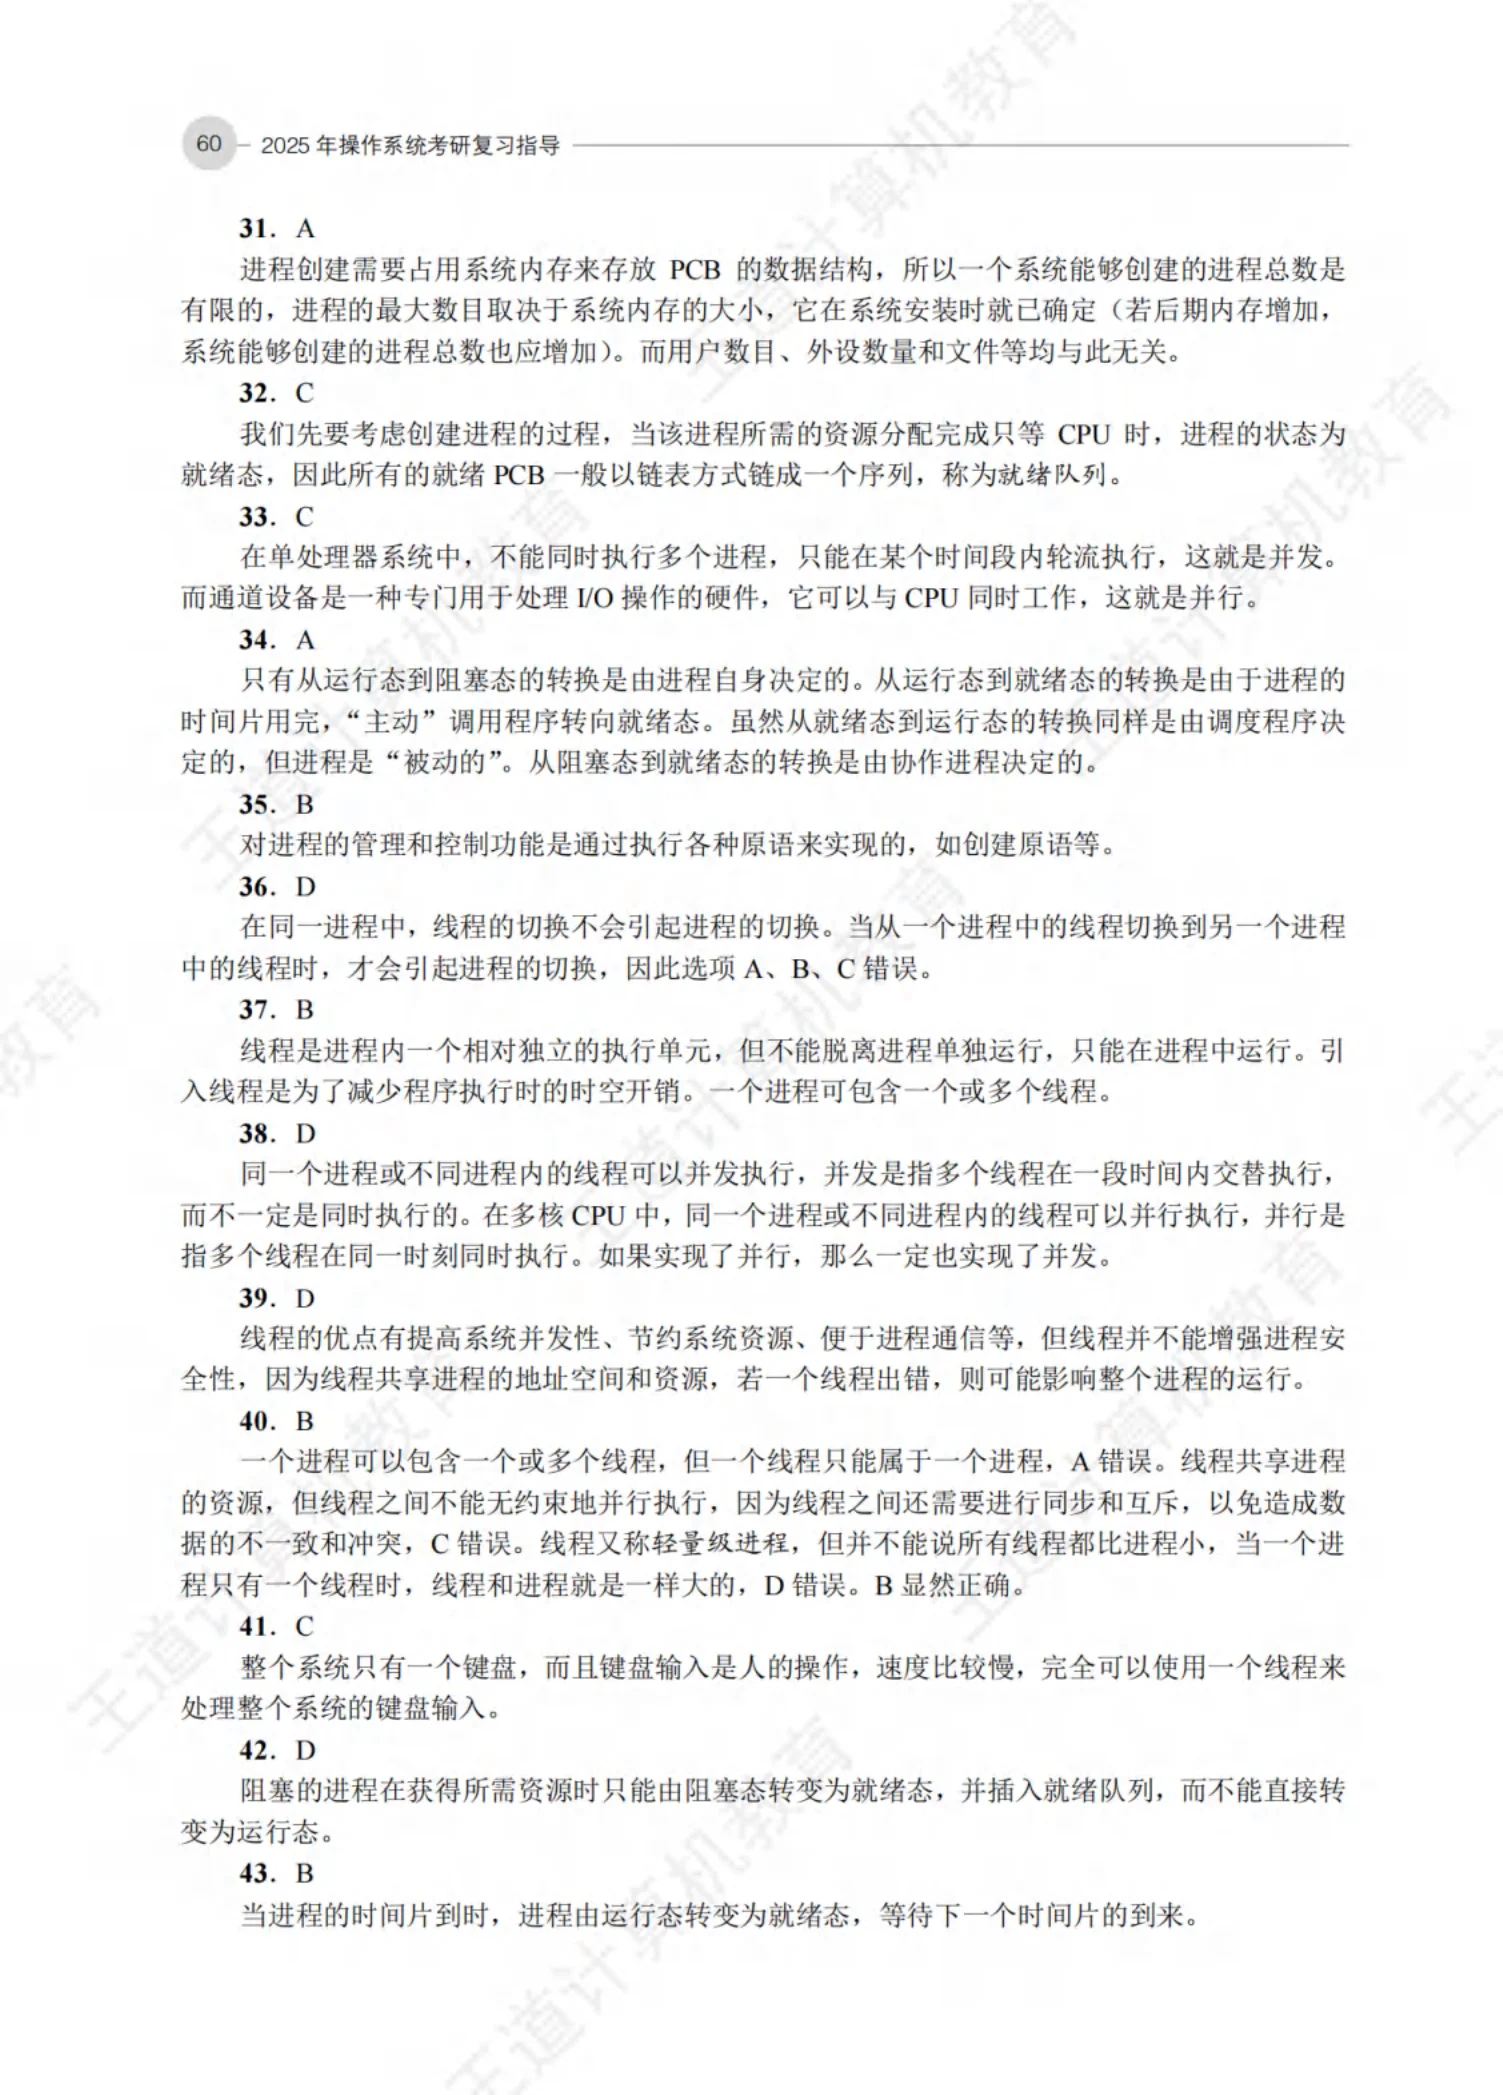 60 2025 年操作系统考研复习指导
31. A
进程创建需要占用系统内存来存放 PCB 的数据结构，所以一个系统能够创建的进程总数是
有限的，进程的最大数目取决于系统内存的大小，它在系统安装时就已确定（若后期内存增加，
系统能够创建的进程总数也应增加）。而用户数目、外设数量和文件等均与此无关。
32. C
我们先要考虑创建进程的过程，当该进程所需的资源分配完成只等 CPU 时，进程的状态为
就绪态，因此所有的就绪 PCB 一般以链表方式链成一个序列，称为就绪队列。
33. C
在单处理器系统中，不能同时执行多个进程，只能在某个时间段内轮流执行，这就是并发。
而通道设备是一种专门用于处理 I/O 操作的硬件，它可以与 CPU 同时工作，这就是并行。
34. A
只有从运行态到阻塞态的转换是由进程自身决定的。从运行态到就绪态的转换是由于进程的
时间片用完，“主动”调用程序转向就绪态。虽然从就绪态到运行态的转换同样是由调度程序决
定的，但进程是“被动的”。从阻塞态到就绪态的转换是由协作进程决定的。
35. B
对进程的管理和控制功能是通过执行各种原语来实现的，如创建原语等。
36. D
在同一进程中，线程的切换不会引起进程的切换。当从一个进程中的线程切换到另一个进程
中的线程时，才会引起进程的切换，因此选项 A、B、C 错误。
37. B
线程是进程内一个相对独立的执行单元，但不能脱离进程单独运行，只能在进程中运行。引
入线程是为了减少程序执行时的时空开销。一个进程可包含一个或多个线程。
38. D
同一个进程或不同进程内的线程可以并发执行，并发是指多个线程在一段时间内交替执行，
而不一定是同时执行的。在多核 CPU 中，同一个进程或不同进程内的线程可以并行执行，并行是
指多个线程在同一时刻同时执行。如果实现了并行，那么一定也实现了并发。
39. D
线程的优点有提高系统并发性、节约系统资源、便于进程通信等，但线程并不能增强进程安
全性，因为线程共享进程的地址空间和资源，若一个线程出错，则可能影响整个进程的运行。
40. B
一个进程可以包含一个或多个线程，但一个线程只能属于一个进程，A 错误。线程共享进程
的资源，但线程之间不能无约束地并行执行，因为线程之间还需要进行同步和互斥，以免造成数
据的不一致和冲突，C 错误。线程又称轻量级进程，但并不能说所有线程都比进程小，当一个进
程只有一个线程时，线程和进程就是一样大的，D 错误。B 显然正确。
41. C
整个系统只有一个键盘，而且键盘输入是人的操作，速度比较慢，完全可以使用一个线程来
处理整个系统的键盘输入。
42. D
阻塞的进程在获得所需资源时只能由阻塞态转变为就绪态，并插入就绪队列，而不能直接转
变为运行态。
43. B
当进程的时间片到时，进程由运行态转变为就绪态，等待下一个时间片的到来。
王道计算机教育
王道计算机教育
王道计算机教育
王道计算机教育
教育
王道计算机教育
王道计算机教育
王道计算机教育